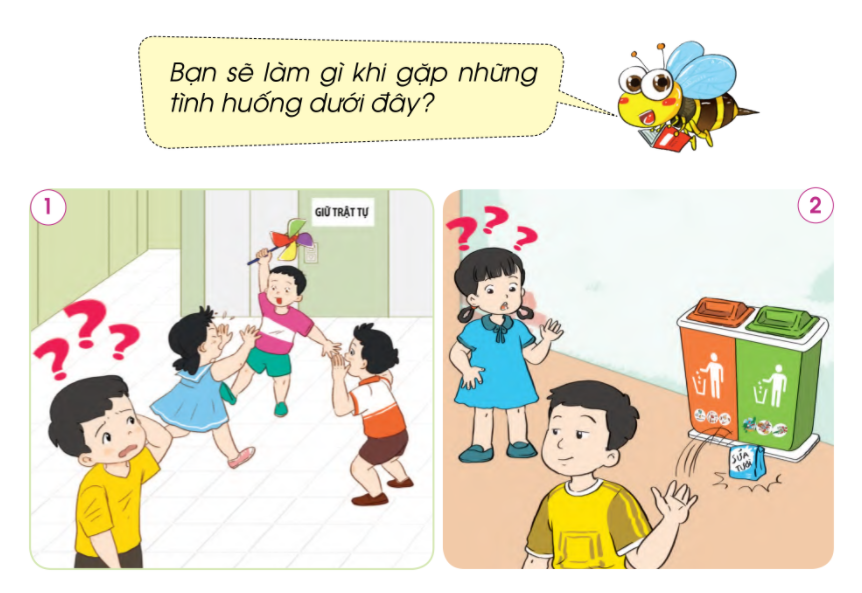 Bạn sẽ làm gì khi gặp những
tình huống dưới đây?
1
GIỮ TRẬT TỰ
? ? ?
2
? ? ?
SỮA
TƯƠI